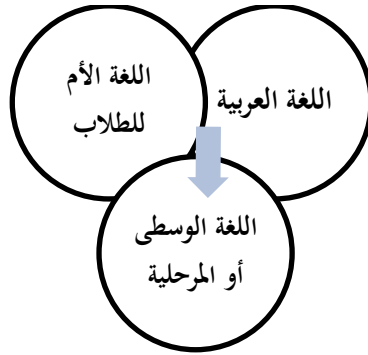 اللغة العربية
اللغة الأم
للطلاب
اللغة الوسطى
أو المرحلية